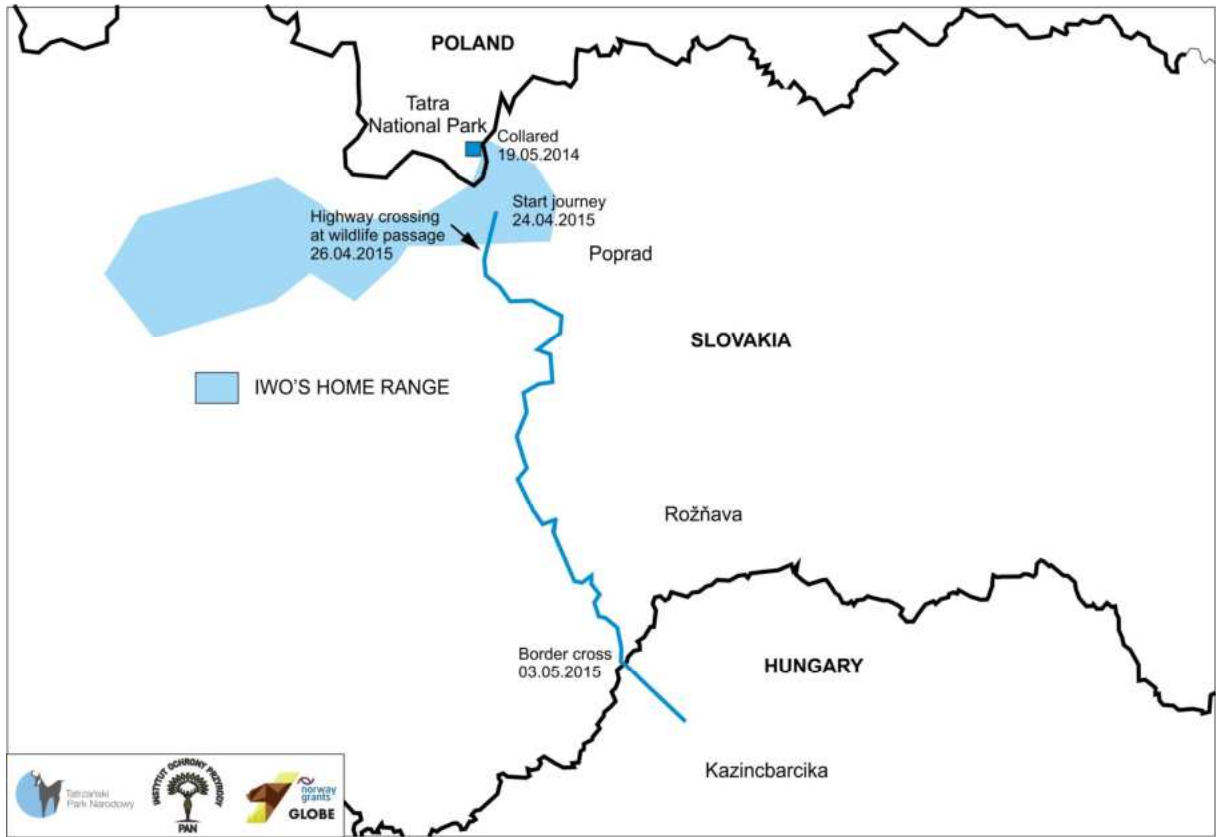 POLAND
Tatra
National Park
Collared
19.05.2014
Start journey
24.04.2015
Highway crossing
at wildlife passage
26.04.2015
Poprad
SLOVAKIA
IWO'S HOME RANGE
Rožňava
Border cross
03.05.2015
HUNGARY
Kazincbarcika
Tatrzański
Park Narodowy
INSTYTUT OCHRONY PRZYRODY
PAN
norway
grants
GLOBE